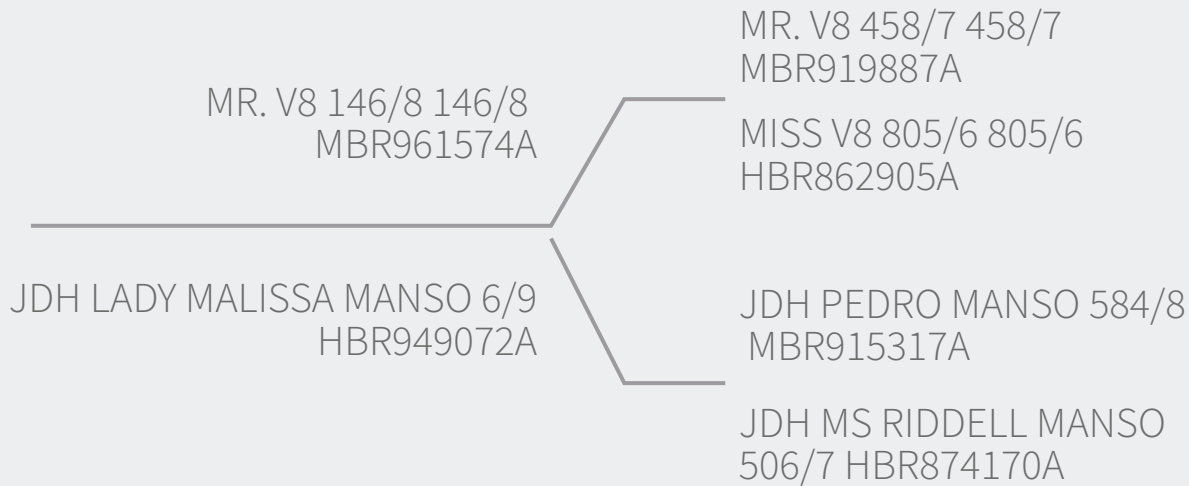 MR. V8 146/8 146/8
MBR961574A
JDH LADY MALISSA MANSO 6/9
HBR949072A
MR. V8 458/7 458/7
MBR919887A
MISS V8 805/6 805/6
HBR862905A
JDH PEDRO MANSO 584/8
MBR915317A
JDH MS RIDDELL MANSO
506/7 HBR874170A